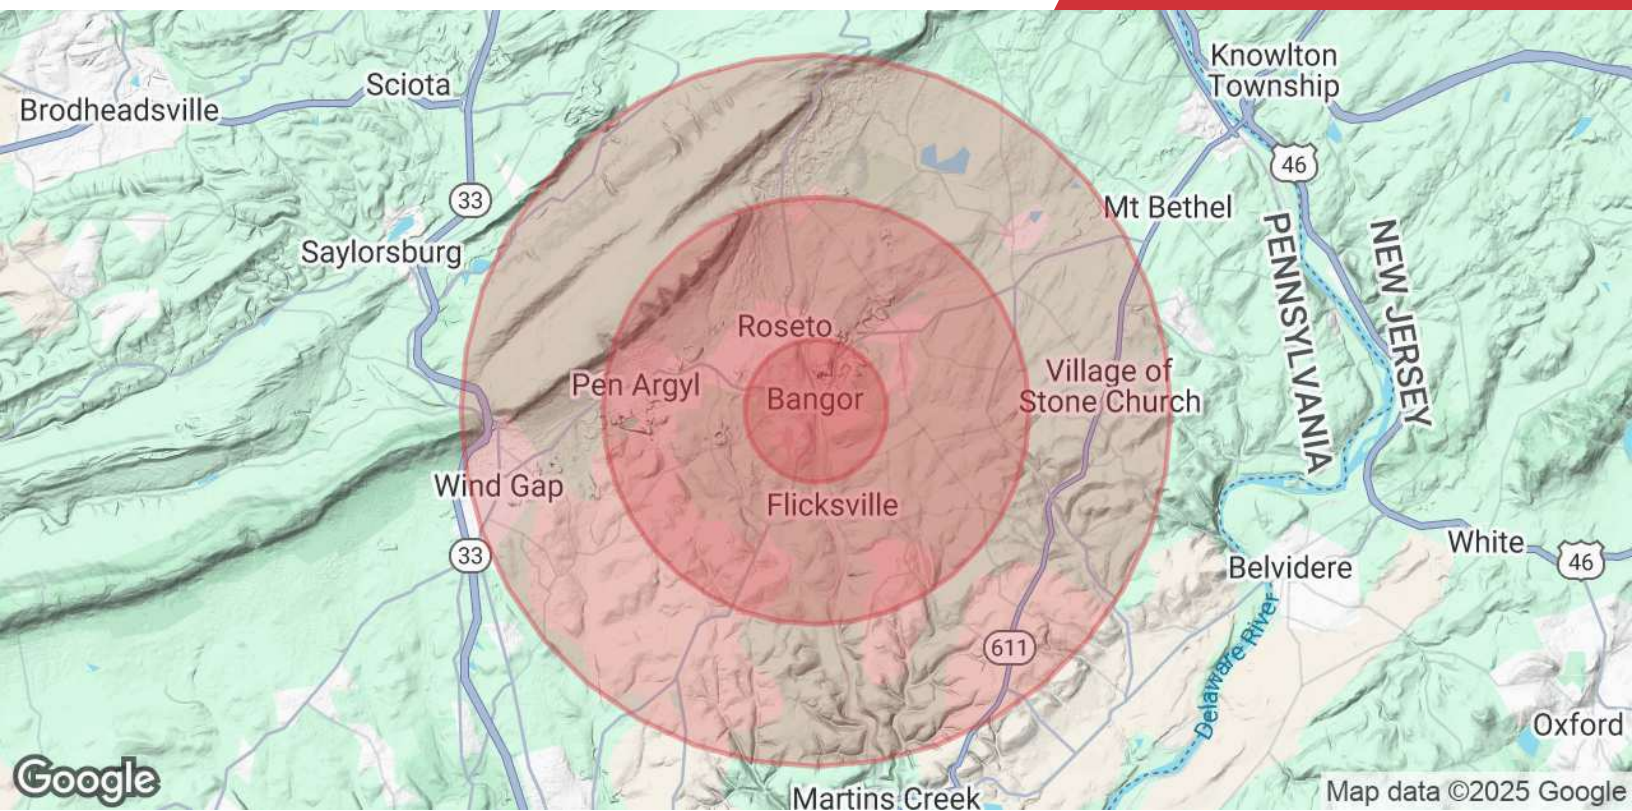 Knowlton
Township
Sciota
Brodheadsville
46
33
Mt Bethel
Saylorsburg
PENNSYLVANIA
NEW JERSEY
Roseto
Pen Argyl
Bangor
Village of
Stone Church
Wind Gap
Flicksville
33
White
46
Belvidere
611
Delaware River
Oxford
Google
Martins Creek
Map data ©2025 Google